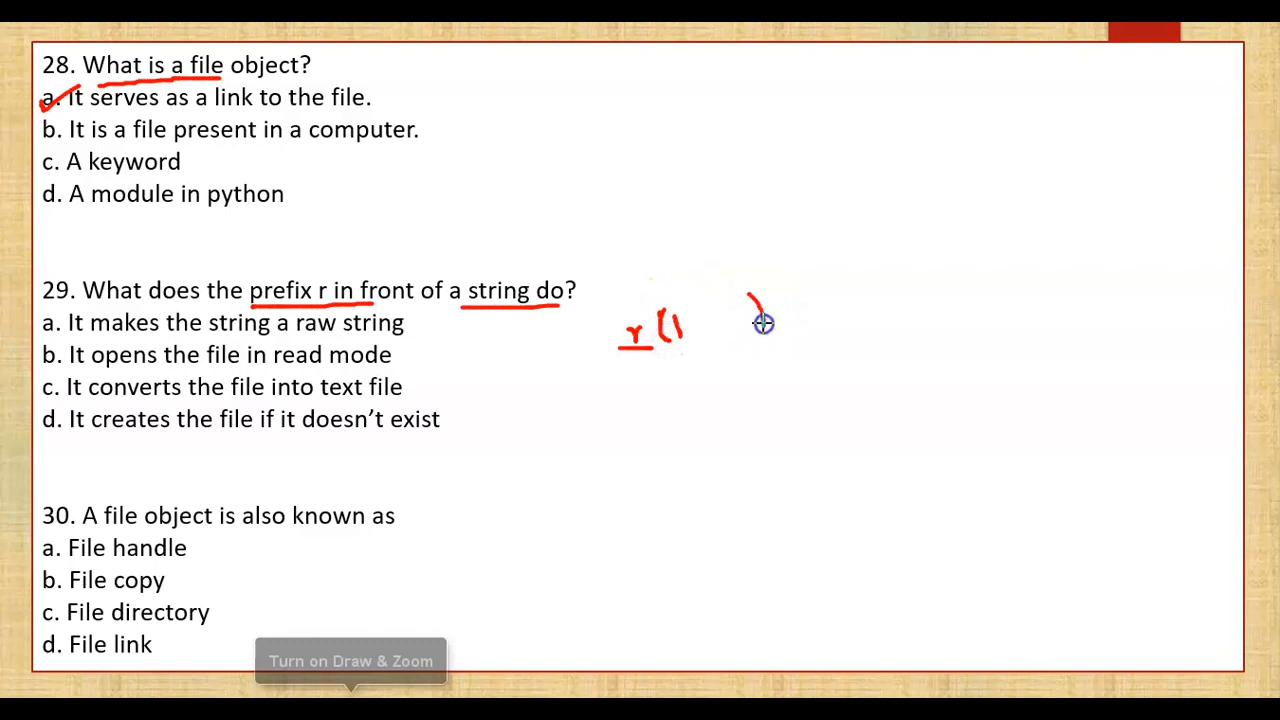 28. What is a file object?
a. It serves as a link to the file.
b. It is a file present in a computer.
c. A keyword
d. A module in python
29. What does the prefix r in front of a string do?
r (
)
a. It makes the string a raw string
b. It opens the file in read mode
c. It converts the file into text file
d. It creates the file if it doesn’t exist
30. A file object is also known as
a. File handle
b. File copy
c. File directory
d. File link
Turn on Draw & Zoom